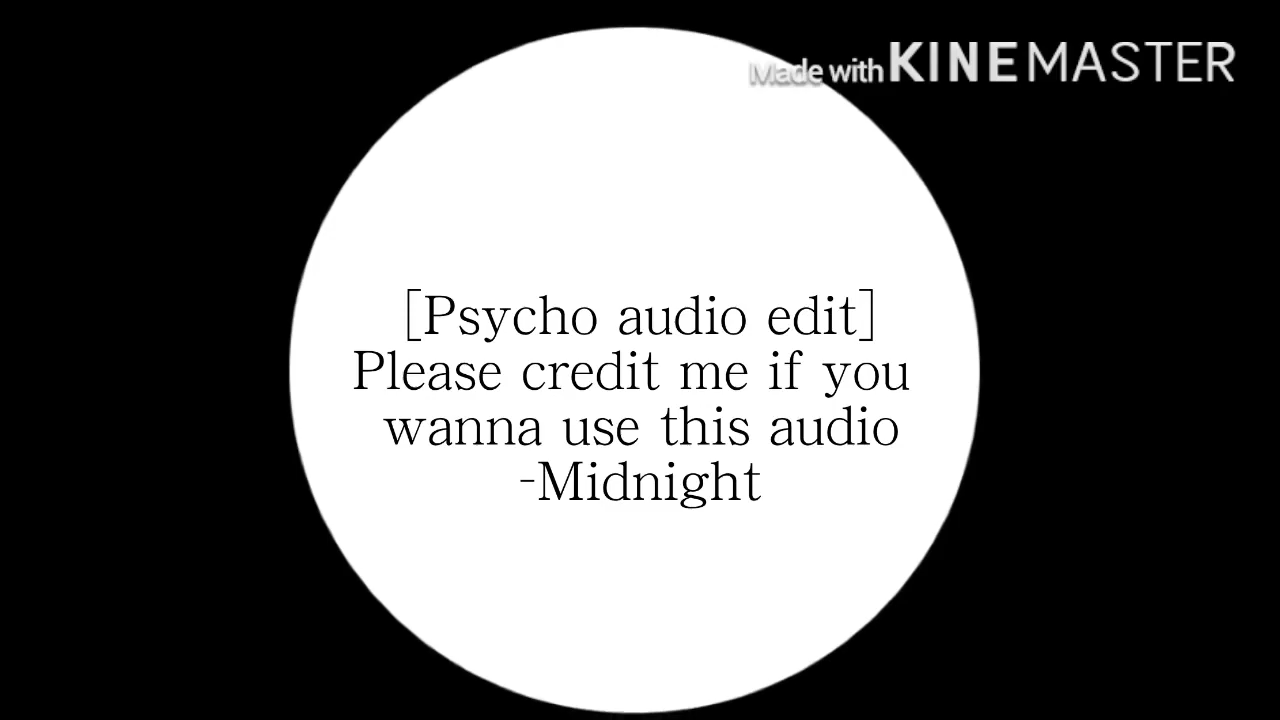 Made with KINEMASTER
[Psycho audio edit]
Please credit me if you
wanna use this audio
-Midnight